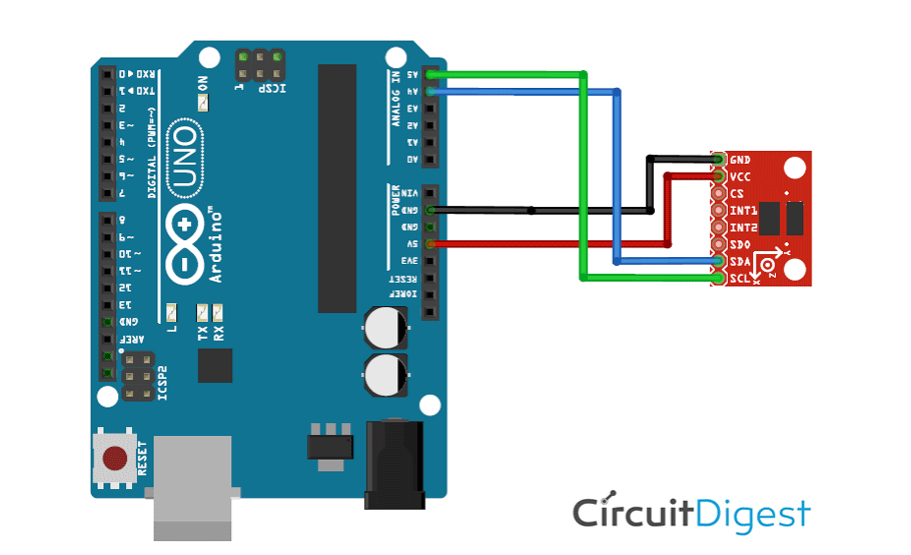 RXD ◄ 0
TXD ► 1
2
~ 3
4
~ 5
~ 6
7
8
~ 9
~ 10
~ 11
12
13
GND
AREF
DIGITAL (PWM=~)
ON
1
ICSP
UNO
Arduino™
L
TX
RX
ICSP2
RESET
ANALOG IN
A5
A4
A3
A2
A1
A0
POWER
VIN
GND
GND
5V
3V3
RESET
IOREF
GND
VCC
CS
INT1
INT2
SDO
SDA
SCL
X
Y
Z
CircuitDigest